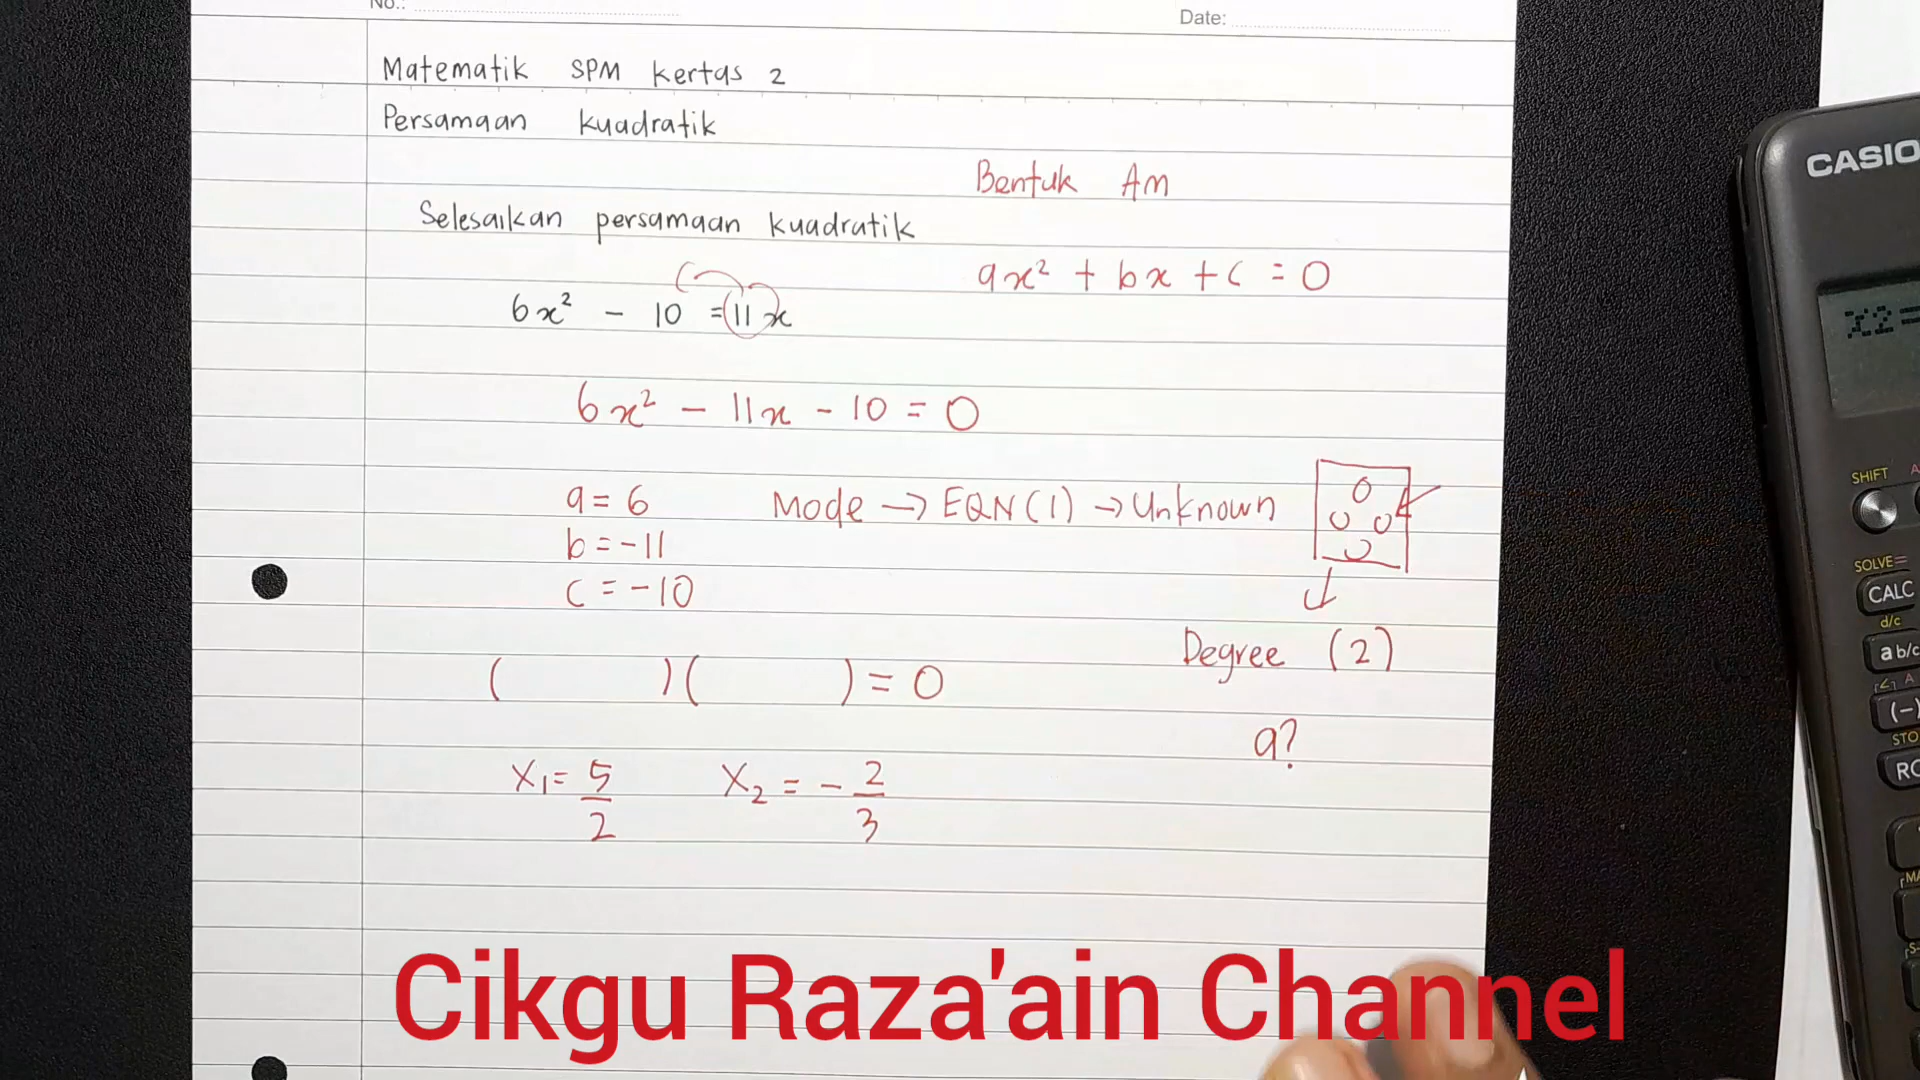 No.:
Date:
Matematik SPM kertas 2
Persamaan kuadratik
Bentuk Am
Selesaikan persamaan kuadratik
ax² + bx + c = 0
6x² - 10 = 11x
6x² - 11x - 10 = 0
a = 6
Mode → EQN(1) → Unknown
b = -11
c = -10
Degree (2)
( )( ) = 0
a?
X₁ = 5/2 X₂ = - 2/3
Cikgu Raza'ain Channel
CASIO
X2=
SHIFT
SOLVE =
CALC
d/c
a b/c
(-)
STO